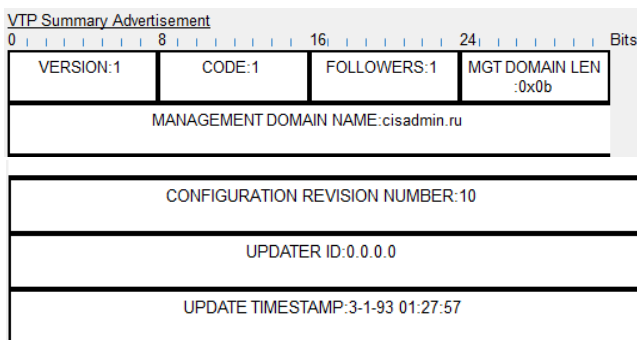 VTP Summary Advertisement
0 8 16 24 Bits
VERSION:1 CODE:1 FOLLOWERS:1 MGT DOMAIN LEN
:0x0b
MANAGEMENT DOMAIN NAME:cisadmin.ru
CONFIGURATION REVISION NUMBER:10
UPDATER ID:0.0.0.0
UPDATE TIMESTAMP:3-1-93 01:27:57